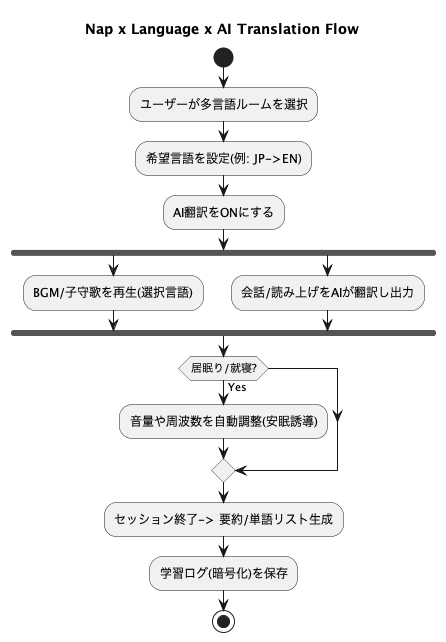 Nap x Language x AI Translation Flow
ユーザーが多言語ルームを選択
希望言語を設定(例: JP->EN)
AI翻訳をONにする
BGM/子守歌を再生(選択言語)
会話/読み上げをAIが翻訳し出力
居眠り/就寝?
Yes
音量や周波数を自動調整(安眠誘導)
セッション終了-> 要約/単語リスト生成
学習ログ(暗号化)を保存